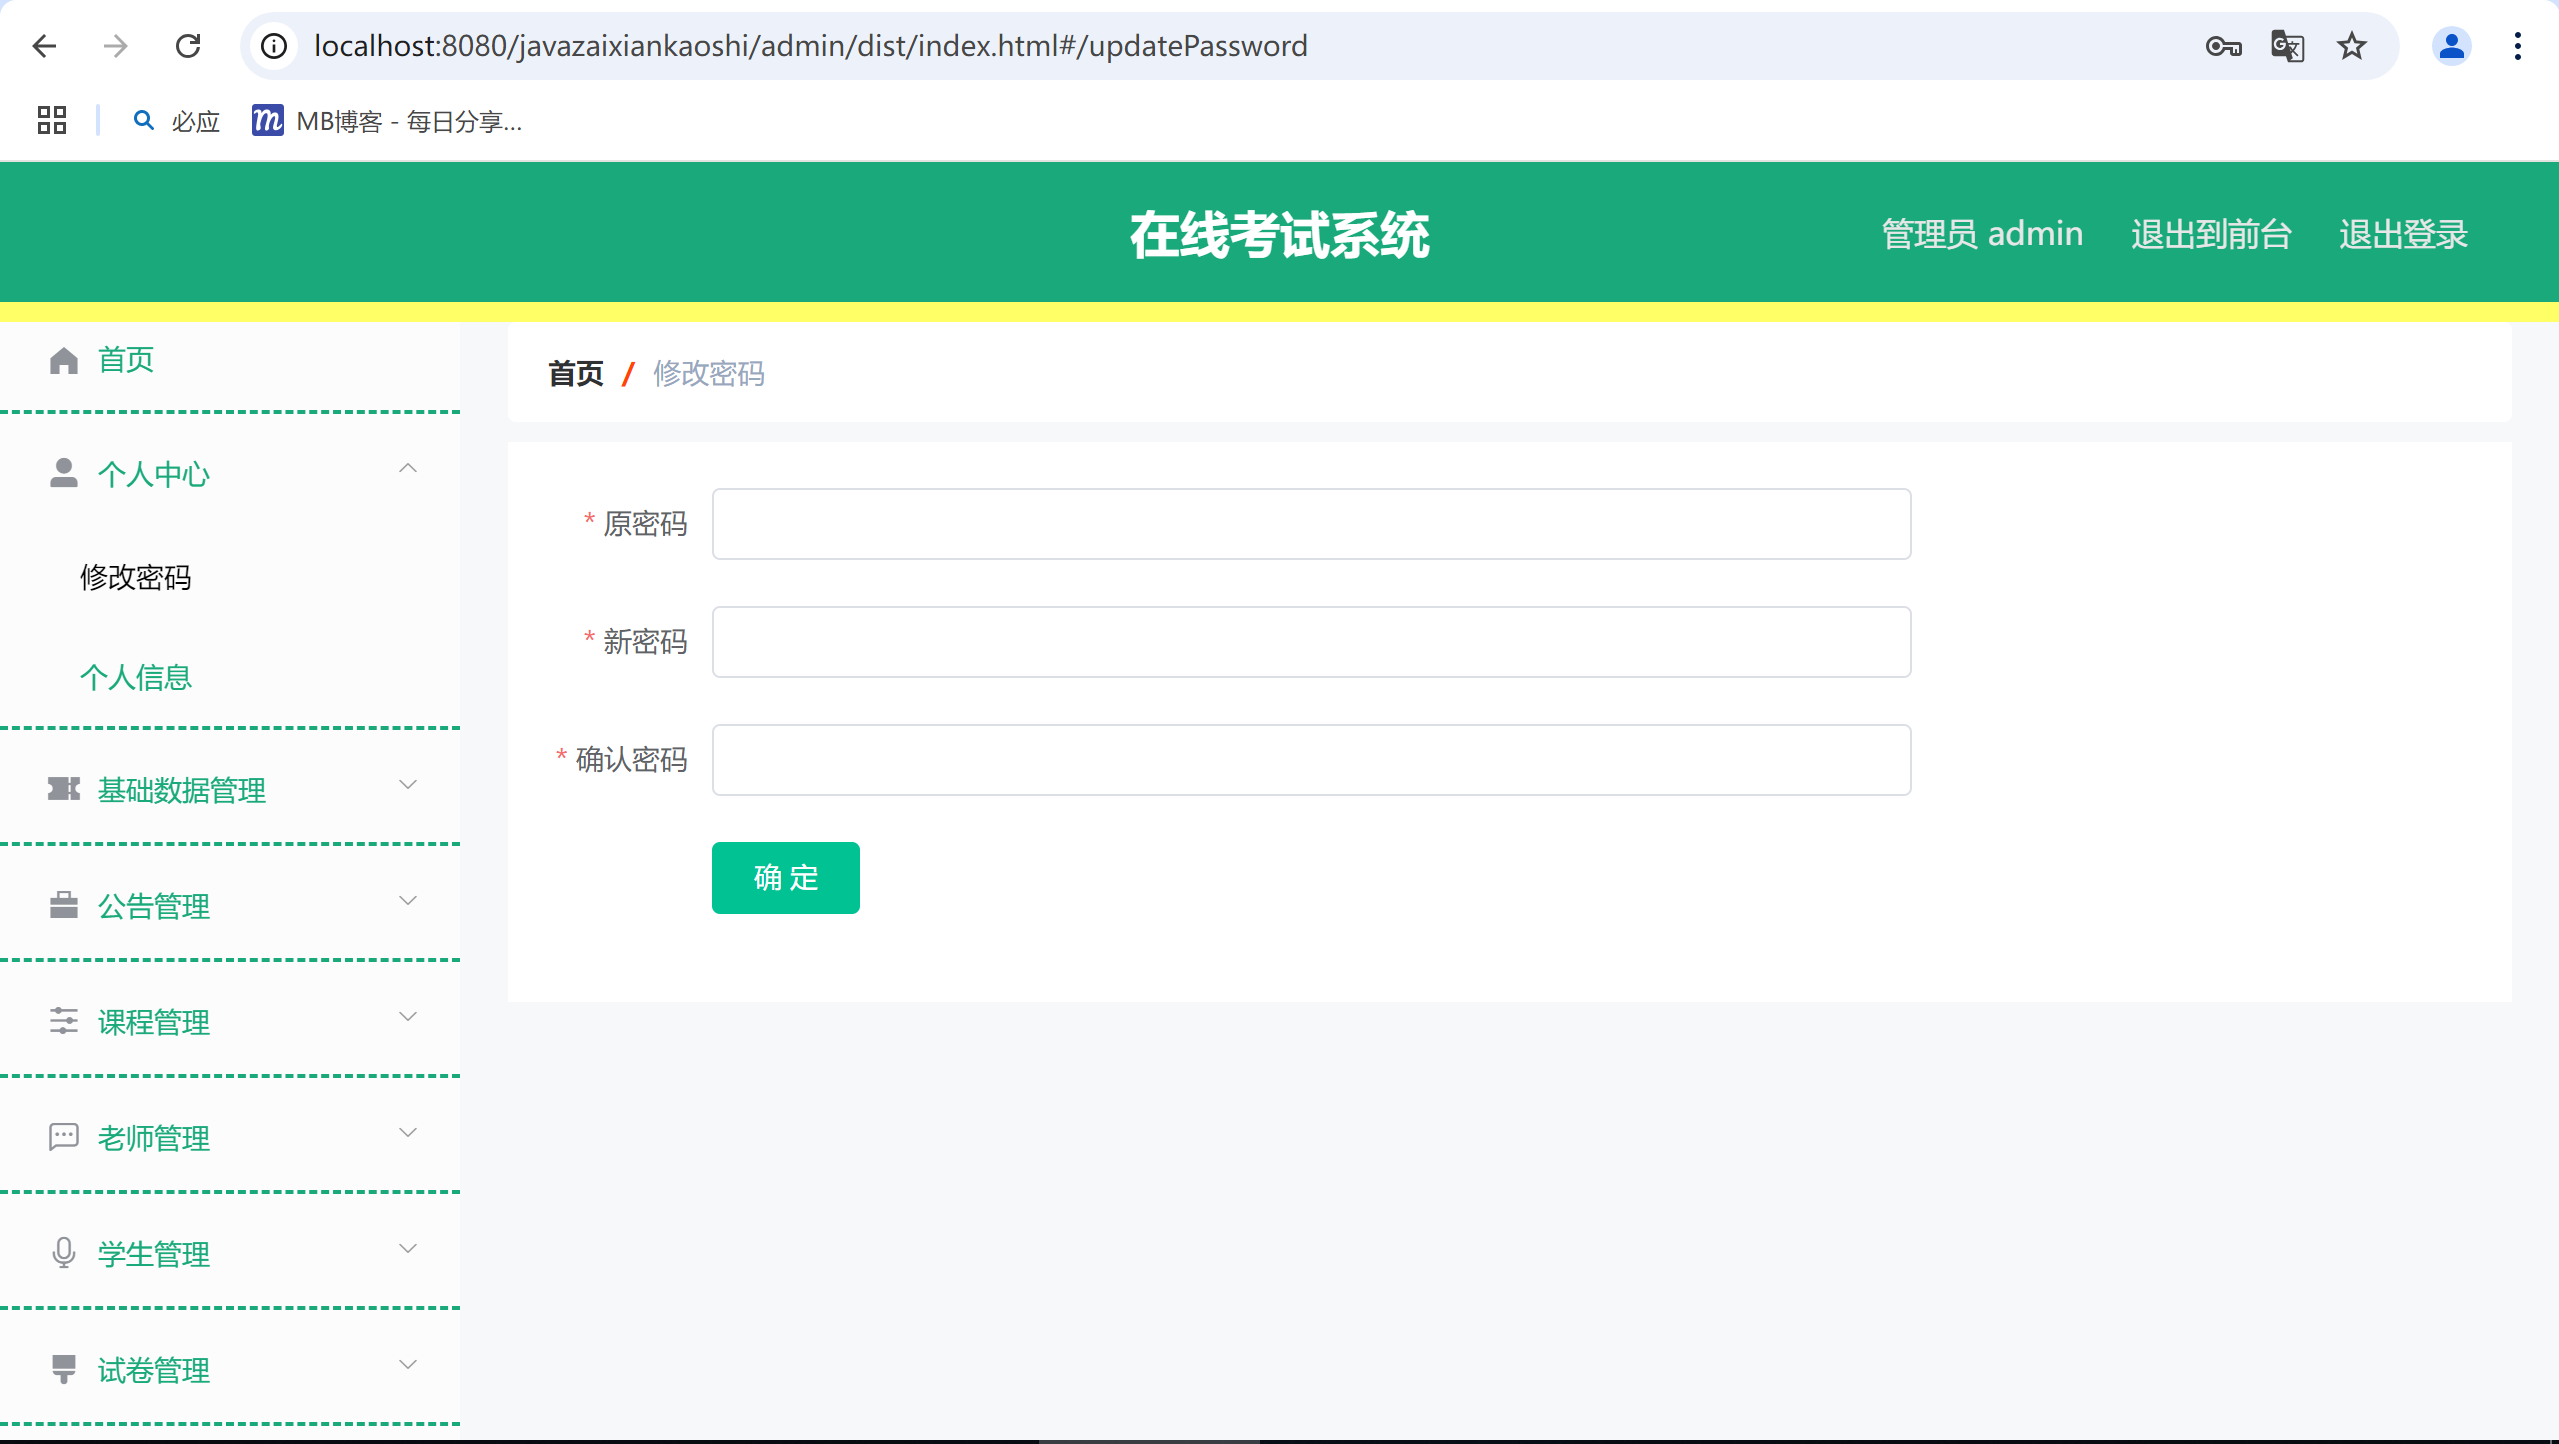 localhost:8080/javazaixiankaoshi/admin/dist/index.html#/updatePassword
必应
MB博客 - 每日分享...
在线考试系统
管理员 admin
退出到前台
退出登录
首页
个人中心
修改密码
个人信息
基础数据管理
公告管理
课程管理
老师管理
学生管理
试卷管理
首页 / 修改密码
* 原密码
* 新密码
* 确认密码
确 定